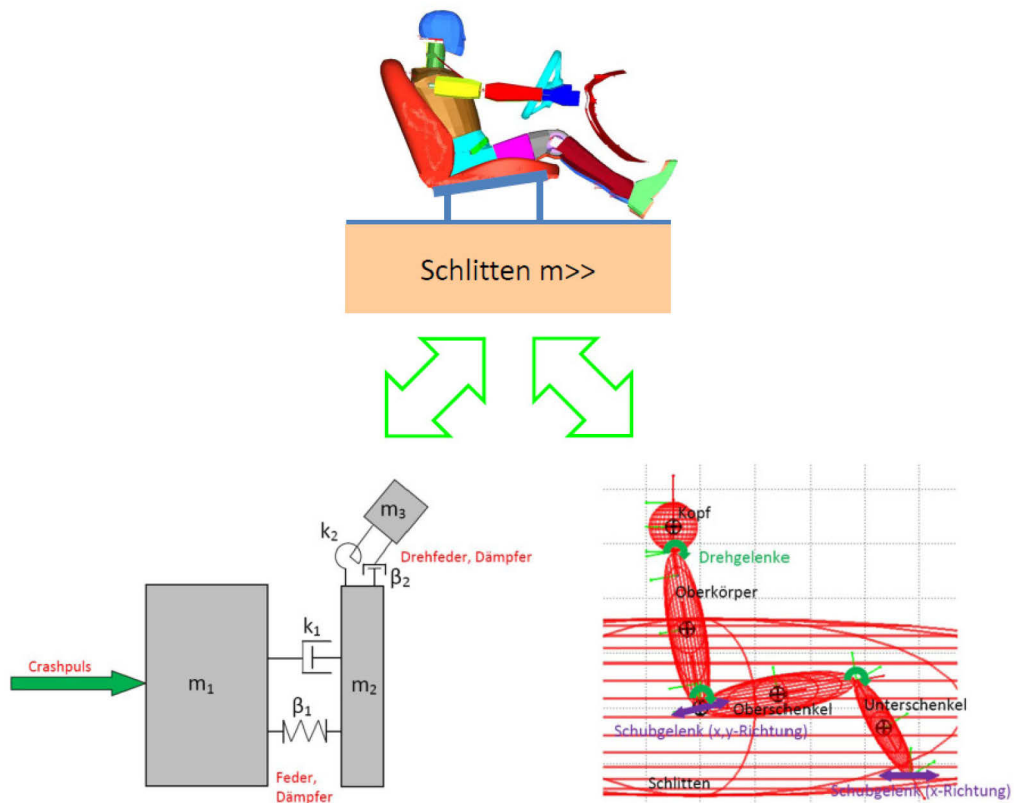 Schlitten m>>
m₃
k₂
Drehfeder, Dämpfer
β₂
k₁
Crashpuls
m₁
m₂
β₁
Feder,
Dämpfer
Kopf
Drehgelenke
Oberkörper
Unterschenkel
Oberschenkel
Schubgelenk (x,y-Richtung)
Schlitten
Schubgelenk (x-Richtung)